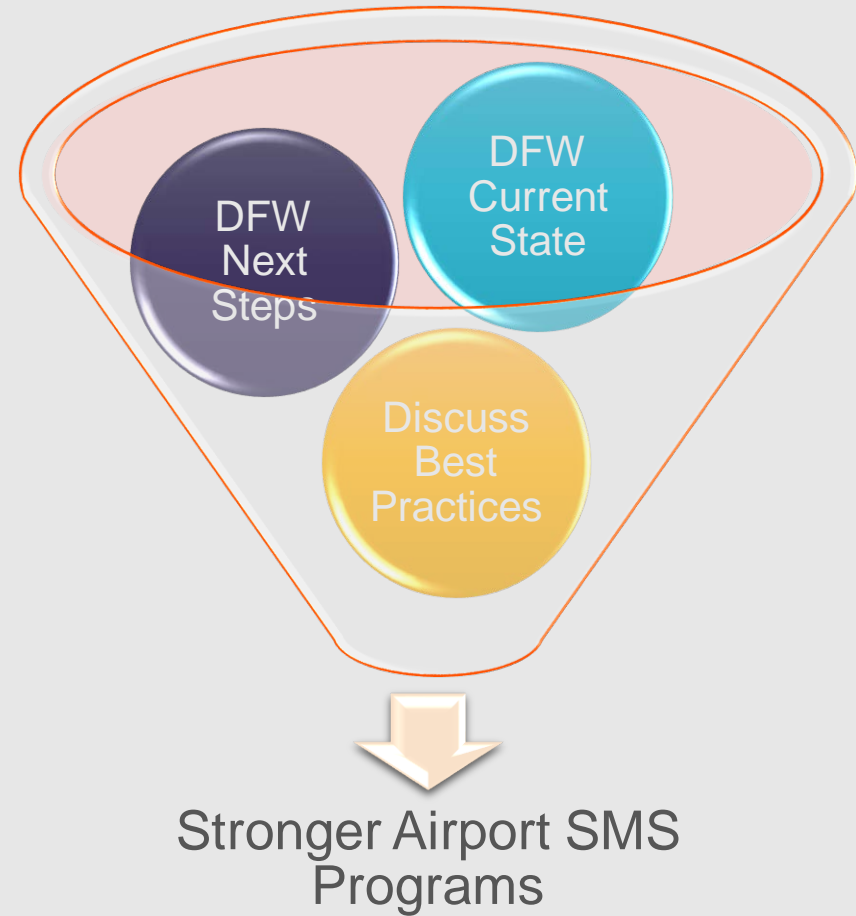 DFW
Current
State
DFW
Next
Steps
Discuss
Best
Practices
Stronger Airport SMS
Programs